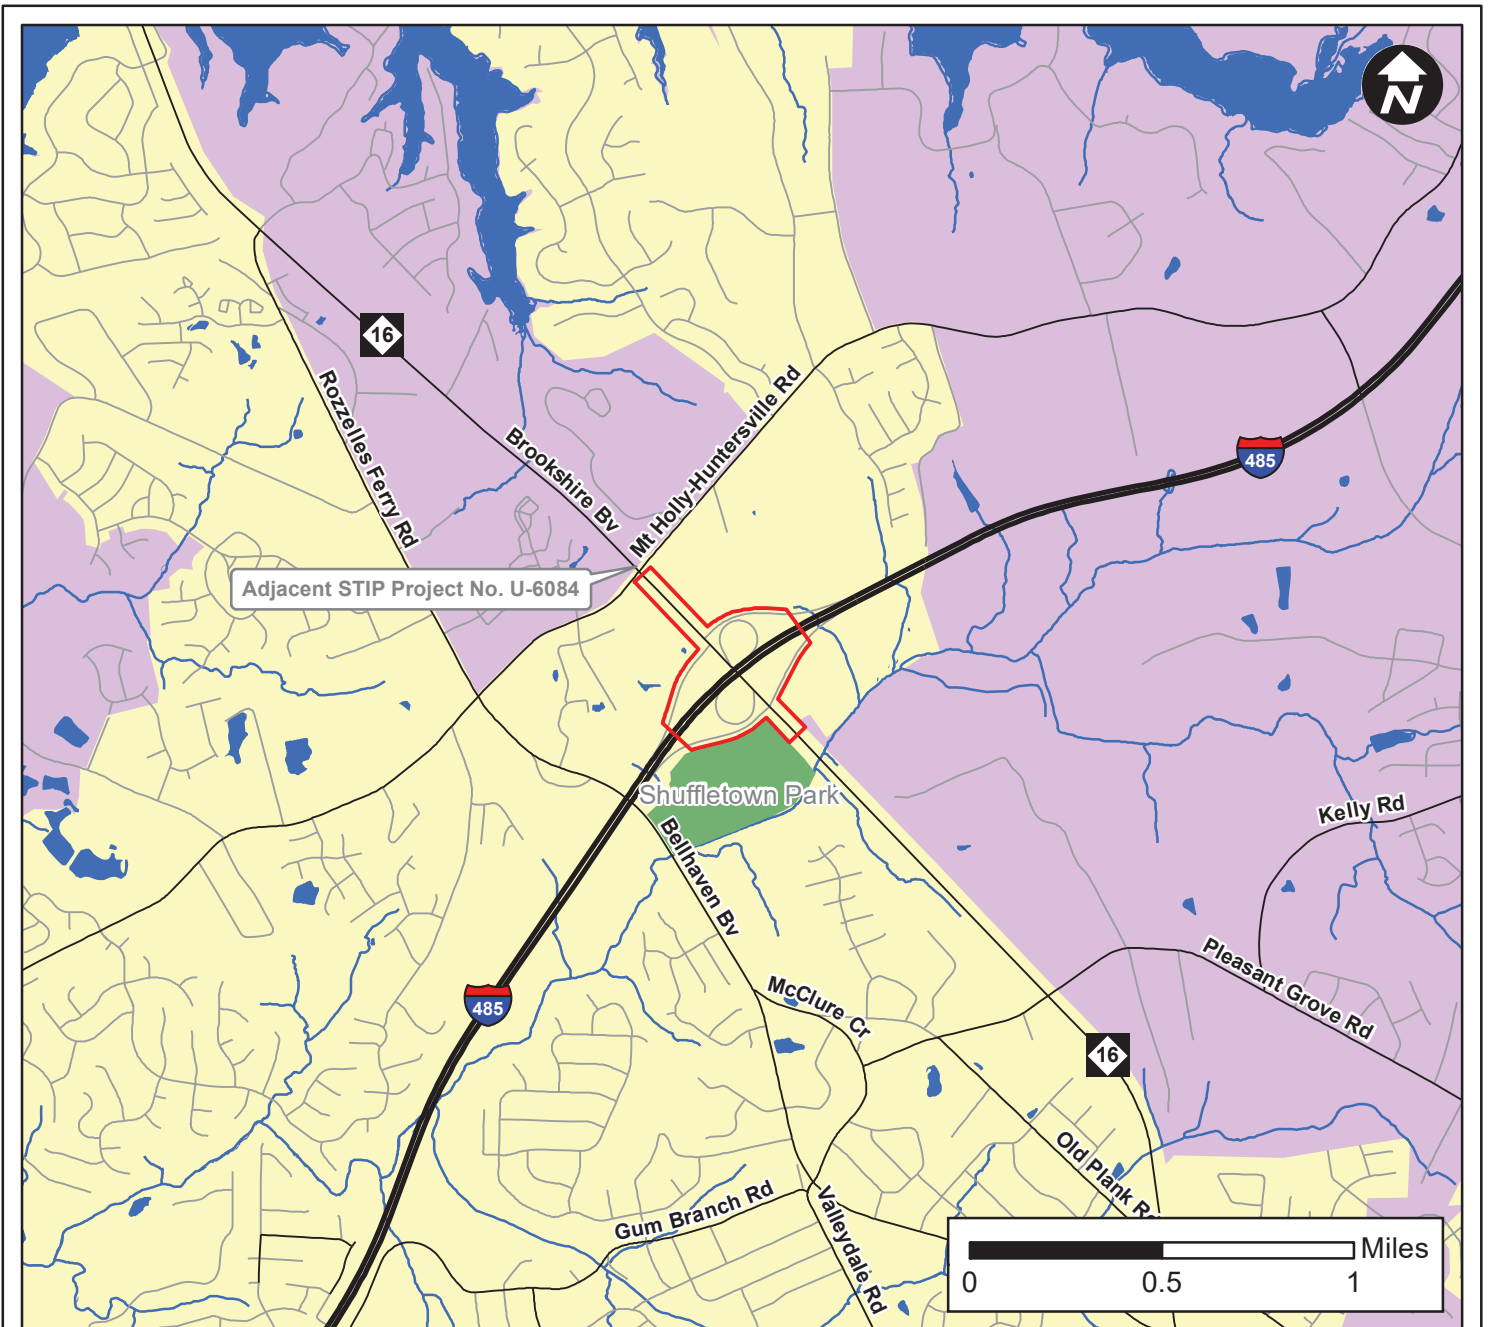 N
16
Rozzelles Ferry Rd
Brookshire Bv
Mt Holly-Huntersville Rd
485
Adjacent STIP Project No. U-6084
Shuffletown Park
Kelly Rd
Bellhaven Bv
Pleasant Grove Rd
McClure Cr
485
16
Old Plank Rd
Gum Branch Rd
Valleydale Rd
Miles
0 0.5 1